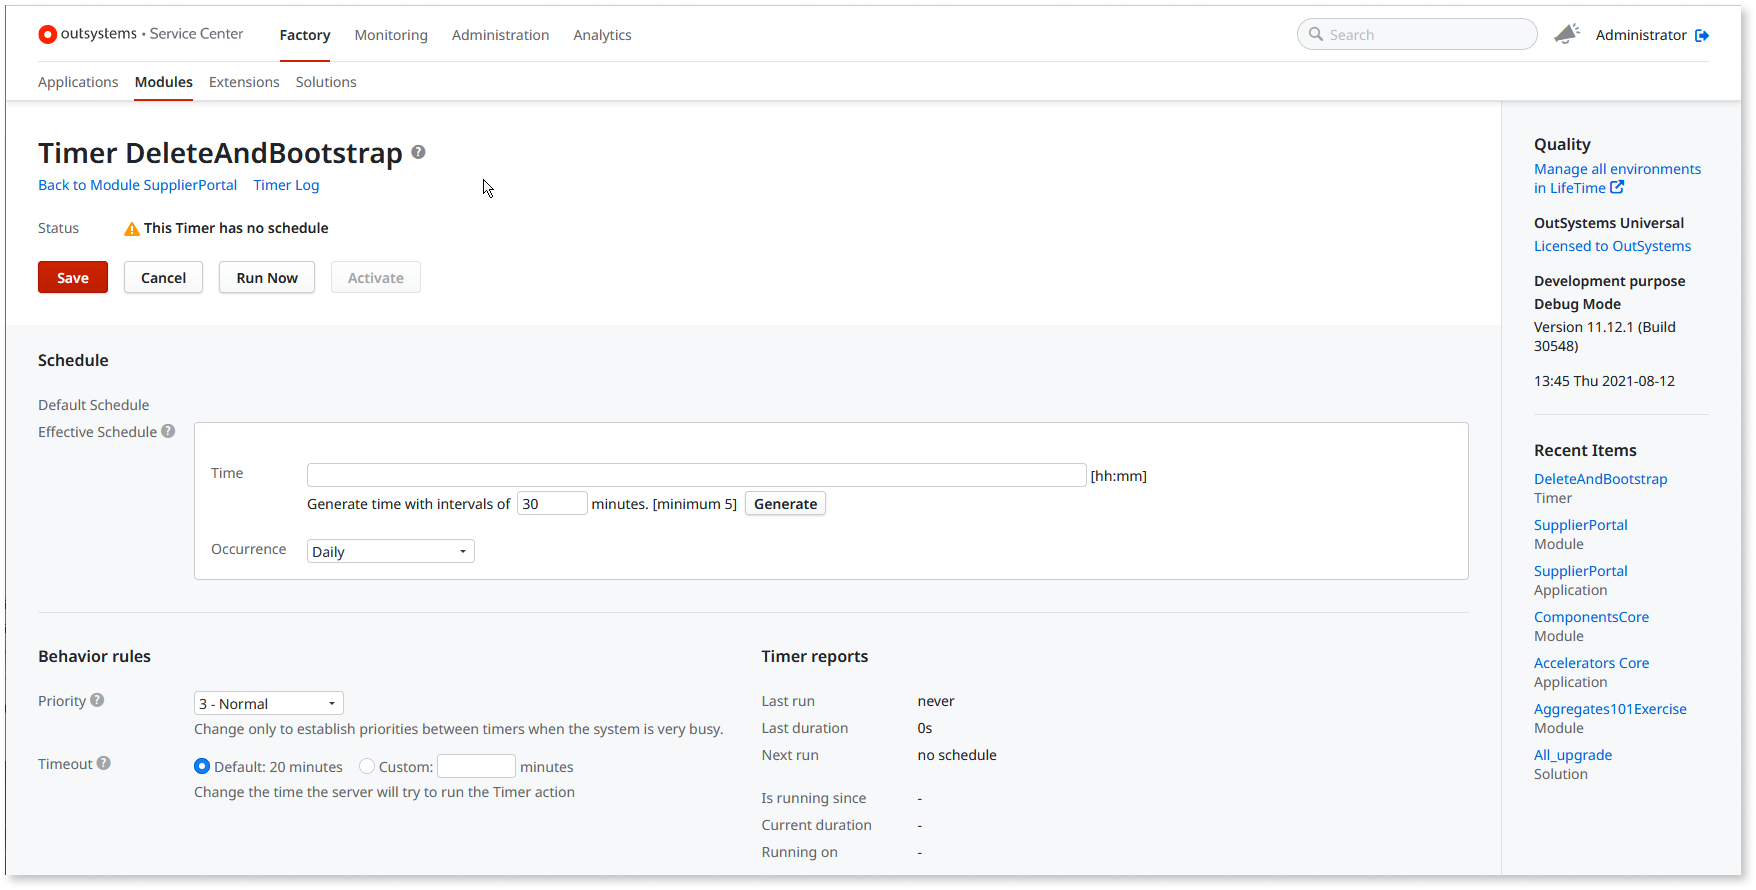 outsystems • Service Center
Factory
Monitoring
Administration
Analytics
Search
Administrator
Applications
Modules
Extensions
Solutions
Timer DeleteAndBootstrap ?
Back to Module SupplierPortal
Timer Log
Status
This Timer has no schedule
Save
Cancel
Run Now
Activate
Schedule
Default Schedule
Effective Schedule ?
Time
[hh:mm]
Generate time with intervals of 30 minutes. [minimum 5] Generate
Occurrence
Daily
Behavior rules
Priority ?
3 - Normal
Change only to establish priorities between timers when the system is very busy.
Timeout ?
Default: 20 minutes
Custom: minutes
Change the time the server will try to run the Timer action
Timer reports
Last run never
Last duration 0s
Next run no schedule
Is running since -
Current duration -
Running on -
Quality
Manage all environments
in LifeTime
OutSystems Universal
Licensed to OutSystems
Development purpose
Debug Mode
Version 11.12.1 (Build
30548)
13:45 Thu 2021-08-12
Recent Items
DeleteAndBootstrap
Timer
SupplierPortal
Module
SupplierPortal
Application
ComponentsCore
Module
Accelerators Core
Application
Aggregates101Exercise
Module
All_upgrade
Solution